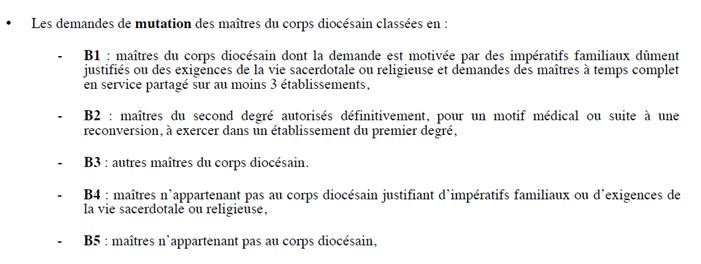 • Les demandes de mutation des maîtres du corps diocésain classées en :
- B1 : maîtres du corps diocésain dont la demande est motivée par des impératifs familiaux dûment
justifiés ou des exigences de la vie sacerdotale ou religieuse et demandes des maîtres à temps complet
en service partagé sur au moins 3 établissements,
- B2 : maîtres du second degré autorisés définitivement, pour un motif médical ou suite à une
reconversion, à exercer dans un établissement du premier degré,
- B3 : autres maîtres du corps diocésain.
- B4 : maîtres n'appartenant pas au corps diocésain justifiant d'impératifs familiaux ou d'exigences de
la vie sacerdotale ou religieuse,
- B5 : maîtres n'appartenant pas au corps diocésain,